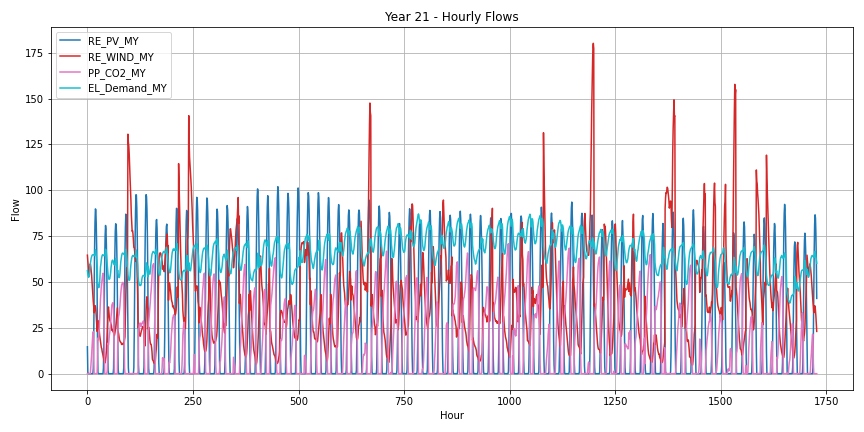 Year 21 - Hourly Flows
RE_PV_MY
RE_WIND_MY
PP_CO2_MY
EL_Demand_MY
Flow
175
150
125
100
75
50
25
0
0 250 500 750 1000 1250 1500 1750
Hour